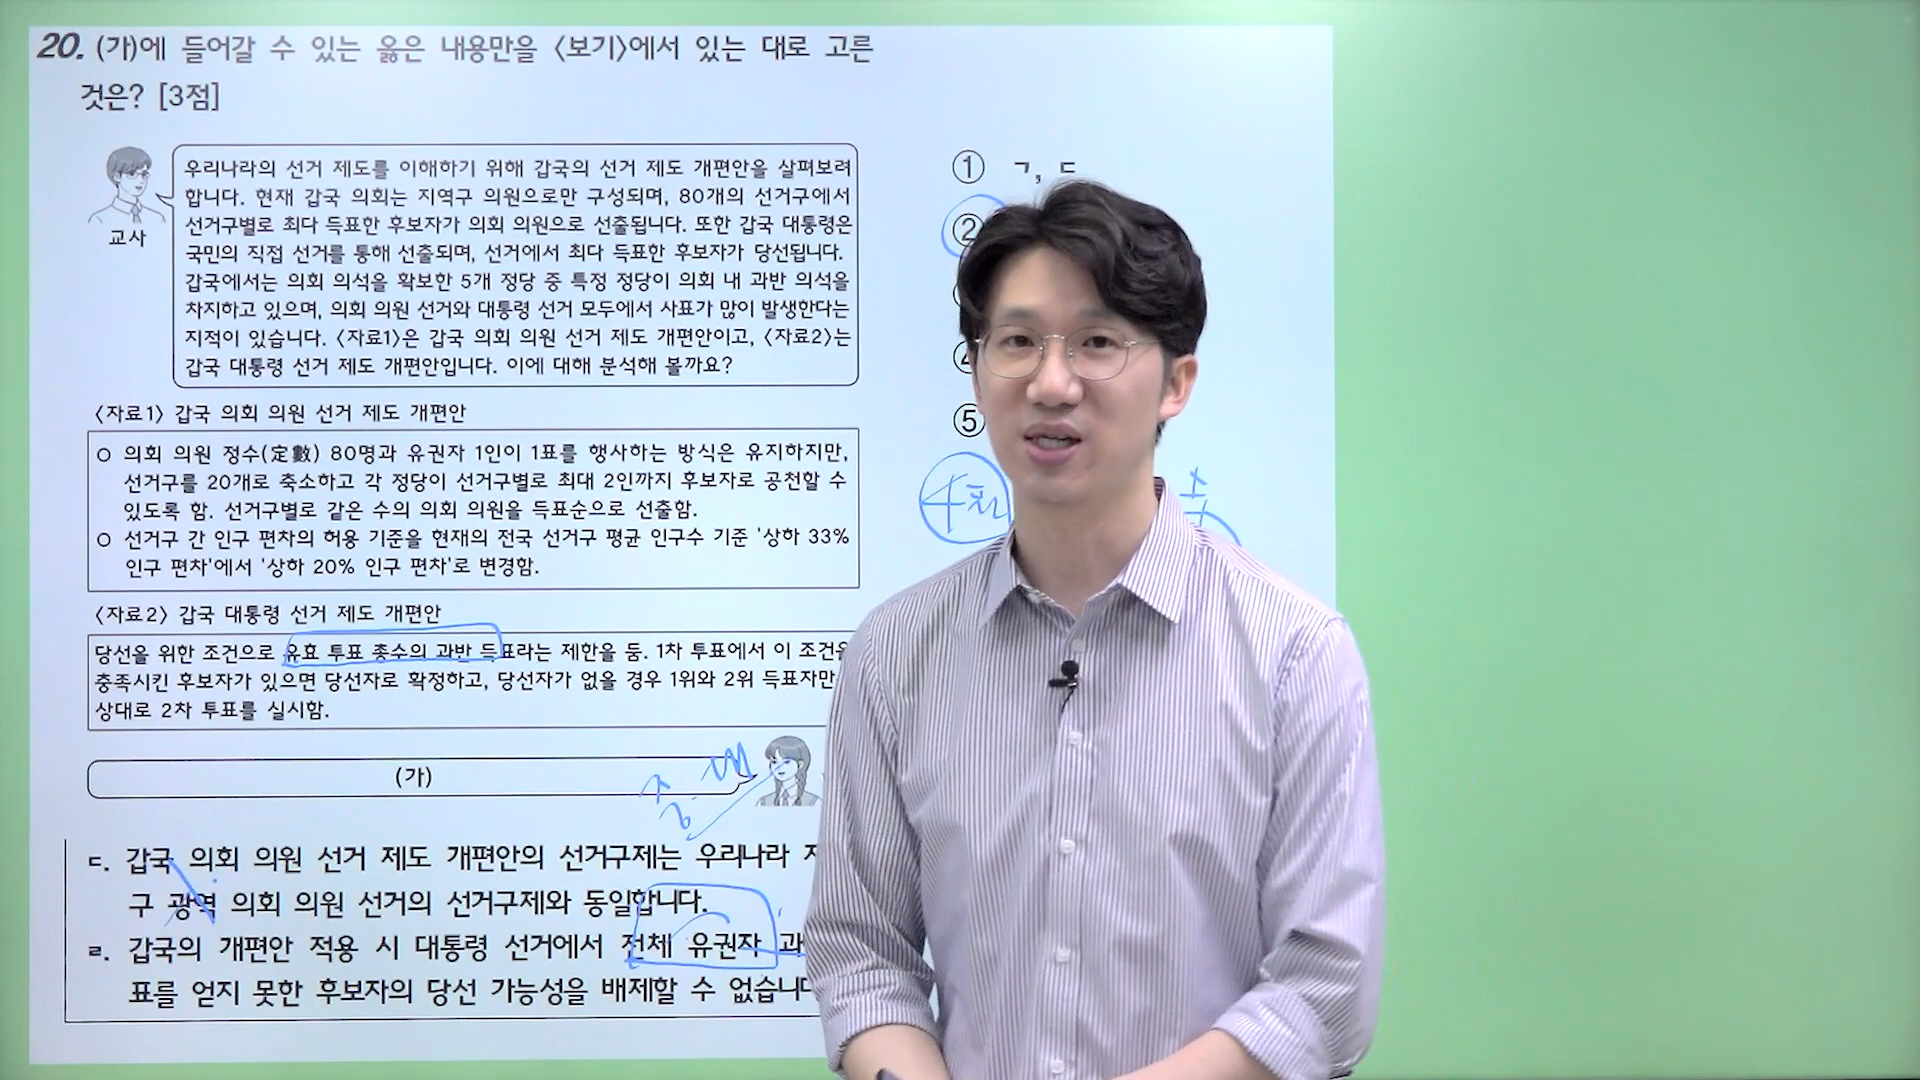 20. (가)에 들어갈 수 있는 옳은 내용만을 〈보기〉에서 있는 대로 고른
것은? [3점]
우리나라의 선거 제도를 이해하기 위해 갑국의 선거 제도 개편안을 살펴보려
합니다. 현재 갑국 의회는 지역구 의원으로만 구성되며, 80개의 선거구에서
선거구별로 최다 득표한 후보자가 의회 의원으로 선출됩니다. 또한 갑국 대통령은
국민의 직접 선거를 통해 선출되며, 선거에서 최다 득표한 후보자가 당선됩니다.
갑국에서는 의회 의석을 확보한 5개 정당 중 특정 정당이 의회 내 과반 의석을
차지하고 있으며, 의회 의원 선거와 대통령 선거 모두에서 사표가 많이 발생한다는
지적이 있습니다. 〈자료1〉은 갑국 의회 의원 선거 제도 개편안이고, 〈자료2〉는
갑국 대통령 선거 제도 개편안입니다. 이에 대해 분석해 볼까요?
교사
〈자료1〉 갑국 의회 의원 선거 제도 개편안
○ 의회 의원 정수(定數) 80명과 유권자 1인이 1표를 행사하는 방식은 유지하지만,
선거구를 20개로 축소하고 각 정당이 선거구별로 최대 2인까지 후보자로 공천할 수
있도록 함. 선거구별로 같은 수의 의회 의원을 득표순으로 선출함.
○ 선거구 간 인구 편차의 허용 기준을 현재의 전국 선거구 평균 인구수 기준 '상하 33%
인구 편차'에서 '상하 20% 인구 편차'로 변경함.
〈자료2〉 갑국 대통령 선거 제도 개편안
당선을 위한 조건으로 유효 투표 총수의 과반 득표라는 제한을 둠. 1차 투표에서 이 조건을
충족시킨 후보자가 있으면 당선자로 확정하고, 당선자가 없을 경우 1위와 2위 득표자만
상대로 2차 투표를 실시함.
(가)
ㄷ. 갑국 의회 의원 선거 제도 개편안의 선거구제는 우리나라
구 광역 의회 의원 선거의 선거구제와 동일합니다.
ㄹ. 갑국의 개편안 적용 시 대통령 선거에서 전체 유권자 과
표를 얻지 못한 후보자의 당선 가능성을 배제할 수 없습니다
① ㄱ, ㄷ
②
④
⑤